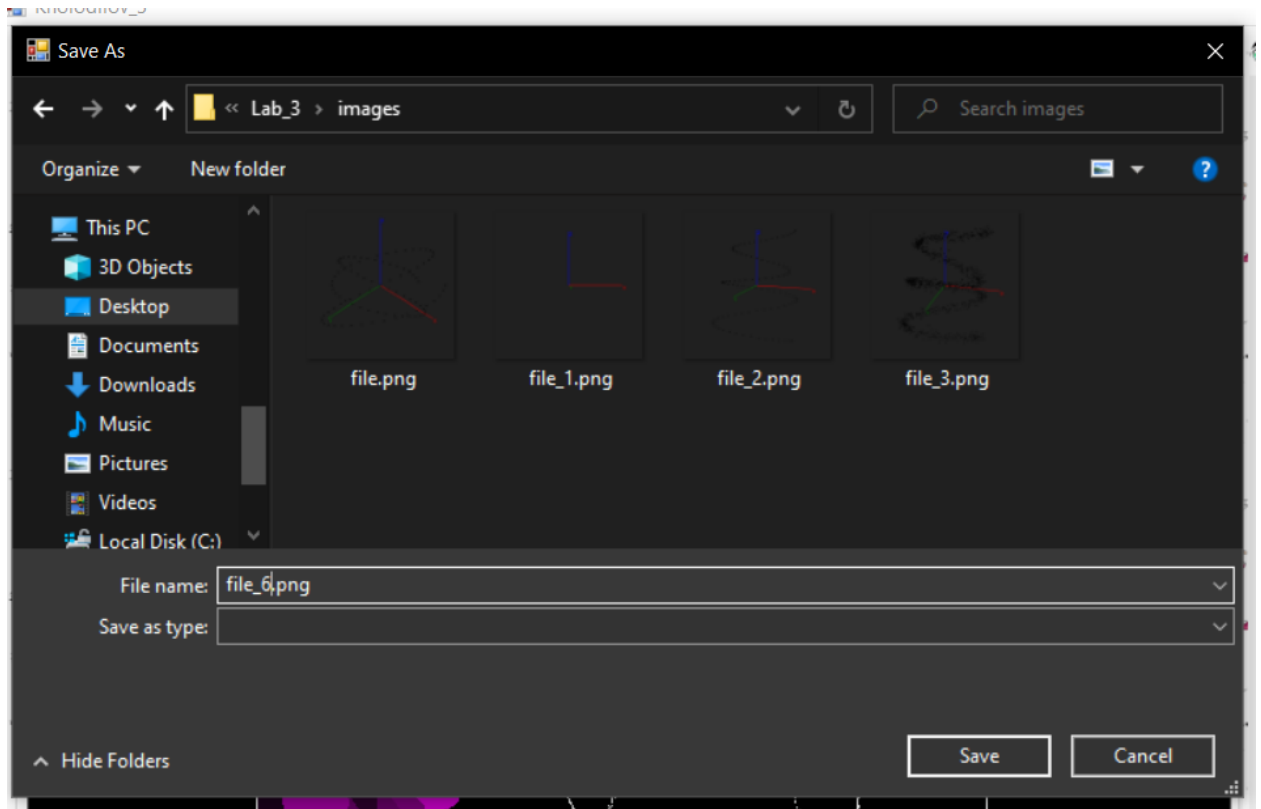 Save As
« Lab_3 > images
Search images
Organize
New folder
?
This PC
3D Objects
Desktop
Documents
Downloads
Music
Pictures
Videos
Local Disk (C:)
file.png
file_1.png
file_2.png
file_3.png
File name: file_6.png
Save as type:
Hide Folders
Save
Cancel